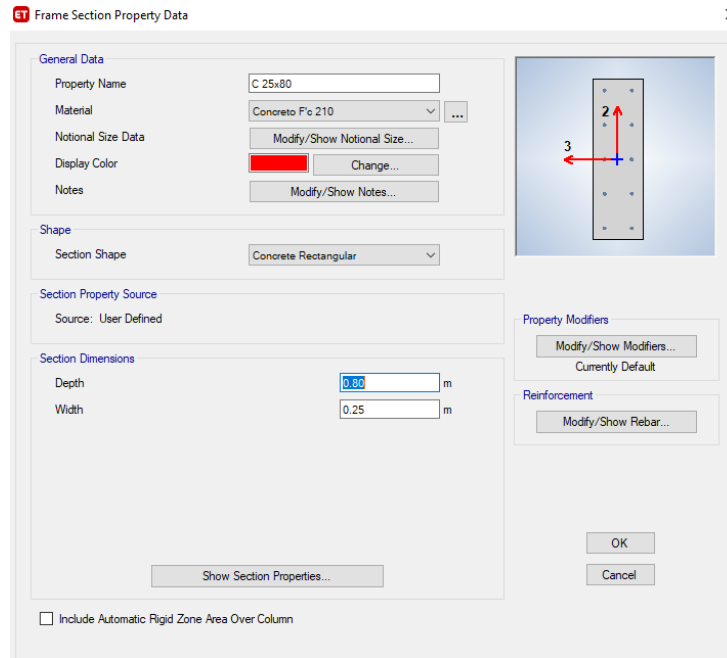 ET Frame Section Property Data
General Data
Property Name C 25x80
Material Concreto F'c 210 ...
Notional Size Data Modify/Show Notional Size...
Display Color Change...
Notes Modify/Show Notes...
2
3
Shape
Section Shape Concrete Rectangular
Section Property Source
Source: User Defined
Property Modifiers
Modify/Show Modifiers...
Currently Default
Section Dimensions
Depth 0.80 m
Width 0.25 m
Reinforcement
Modify/Show Rebar...
Show Section Properties...
OK
Cancel
Include Automatic Rigid Zone Area Over Column